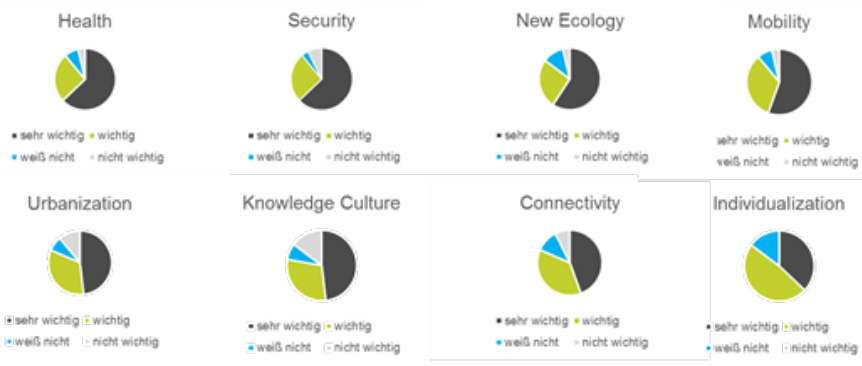 Health
Security
New Ecology
Mobility
sehr wichtig wichtig
weiß nicht nicht wichtig
sehr wichtig wichtig
weiß nicht nicht wichtig
sehr wichtig wichtig
weiß nicht nicht wichtig
sehr wichtig wichtig
weiß nicht nicht wichtig
Urbanization
Knowledge Culture
Connectivity
Individualization
sehr wichtig wichtig
weiß nicht nicht wichtig
sehr wichtig wichtig
weiß nicht nicht wichtig
sehr wichtig wichtig
weiß nicht nicht wichtig
sehr wichtig wichtig
weiß nicht nicht wichtig